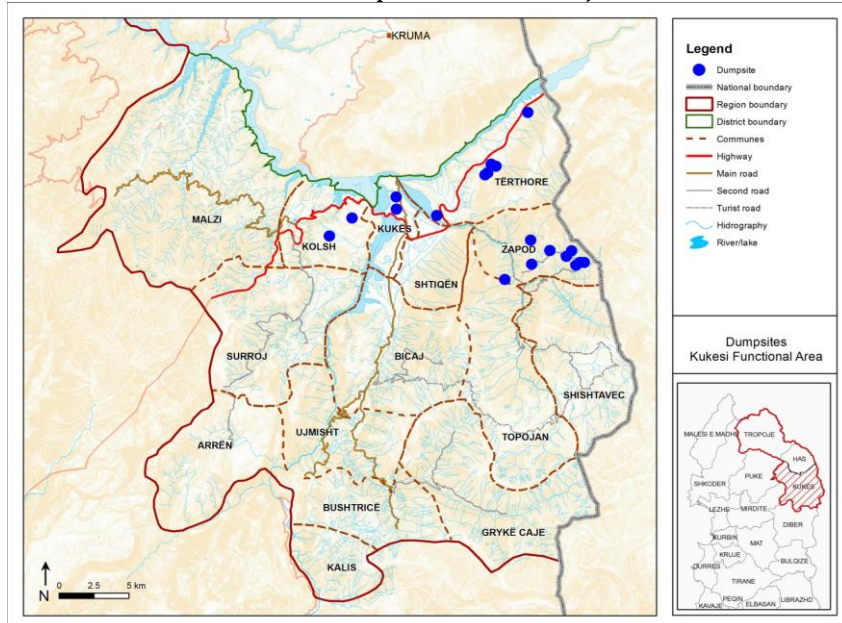 KRUMA
TËRTHORE
MALZI
KUKËS
KOLSH
ZAPOD
SHTIQËN
SURROJ
BICAJ
SHISHTAVEC
UJMISHT
TOPOJAN
ARRËN
BUSHTRICË
GRYKË CAJE
KALIS
N
0 2.5 5 km
Legend
Dumpsite
National boundary
Region boundary
District boundary
Communes
Highway
Main road
Second road
Turist road
Hidrography
River/lake
Dumpsites
Kukesi Functional Area
MALESI E MADHE
TROPOJE
HAS
PUKE
KUKËS
SHKODER
LEZHE
MIRDITE
DIBER
KURBIN
MAT
KRUJE
BULQIZE
DURRES
TIRANE
PEQIN
LIBRAZHD
KAVAJE
ELBASAN